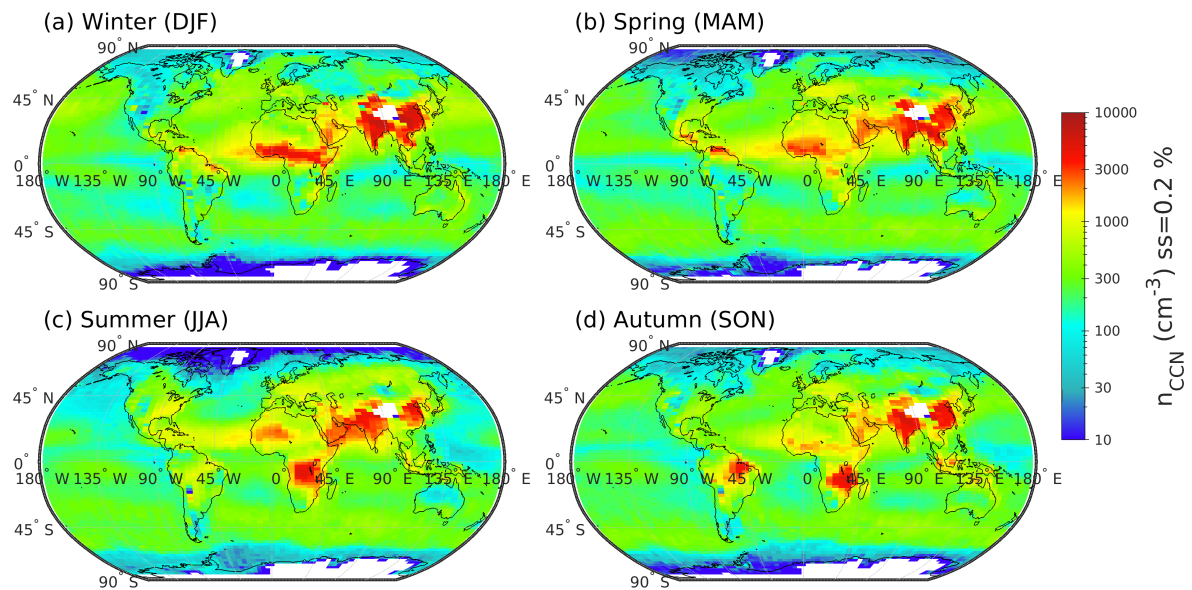 (a) Winter (DJF)
(b) Spring (MAM)
90° N
90° N
45° N
45° N
0°
180° W 135° W 90° W 45° W 0° 45° E 90° E 135° E 180° E
0°
180° W 135° W 90° W 45° W 0° 45° E 90° E 135° E 180° E
45° S
45° S
90° S
90° S
(c) Summer (JJA)
(d) Autumn (SON)
90° N
90° N
45° N
45° N
0°
180° W 135° W 90° W 45° W 0° 45° E 90° E 135° E 180° E
0°
180° W 135° W 90° W 45° W 0° 45° E 90° E 135° E 180° E
45° S
45° S
90° S
90° S
10000
3000
1000
300
100
30
10
nCCN (cm-3) ss=0.2 %